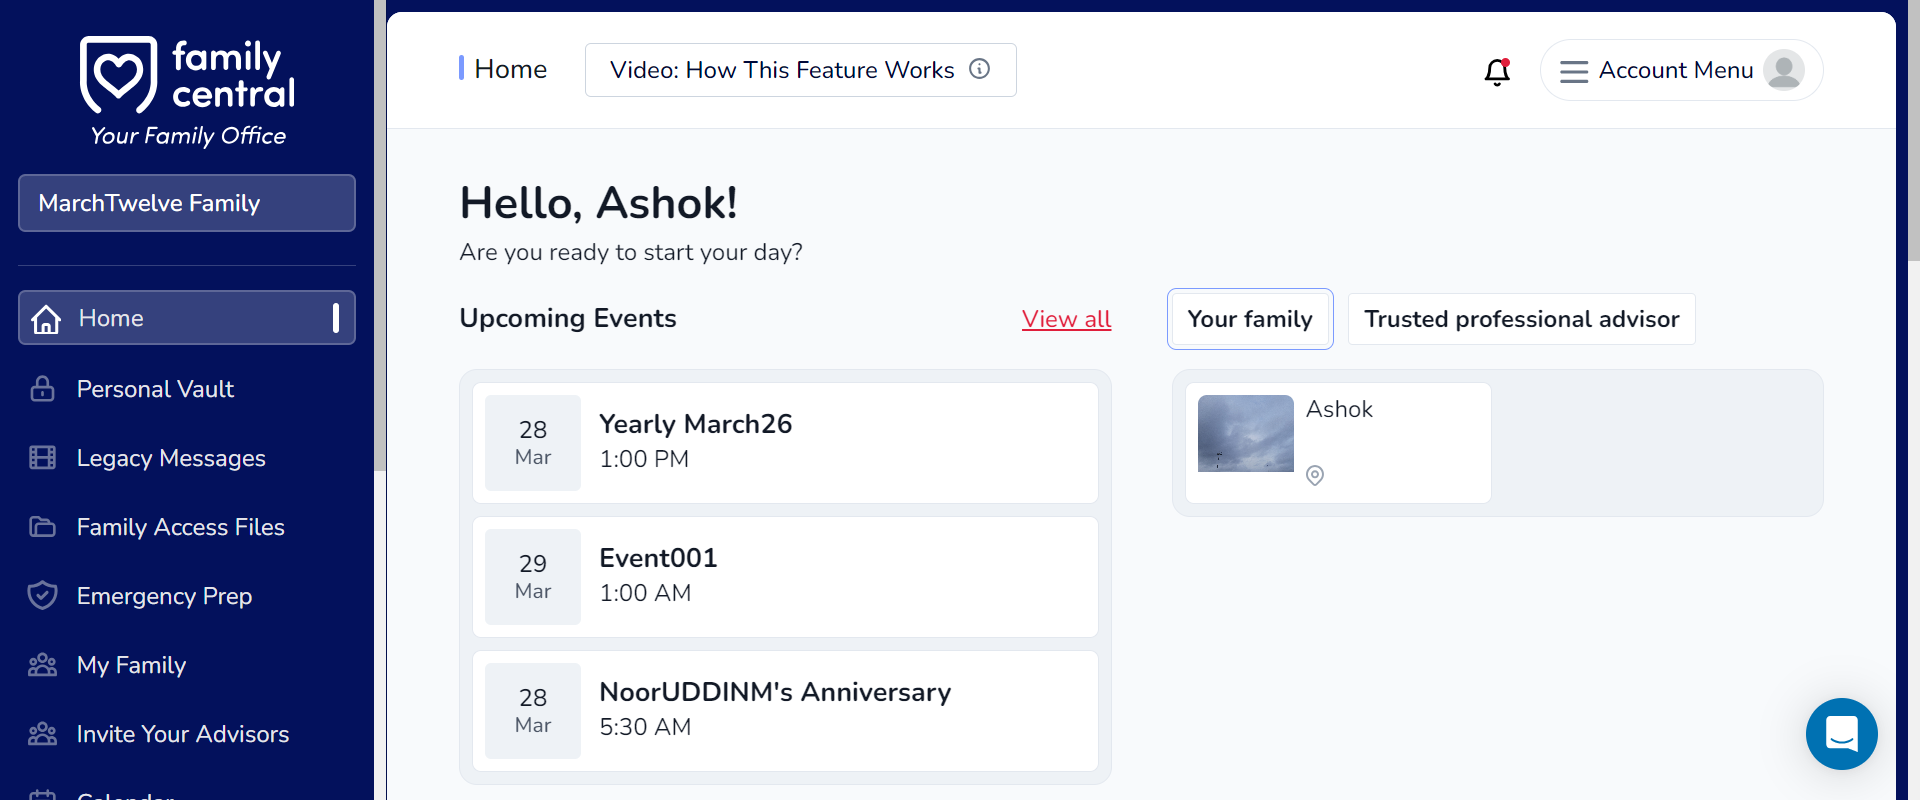 family
central
Your Family Office
MarchTwelve Family
Home
Personal Vault
Legacy Messages
Family Access Files
Emergency Prep
My Family
Invite Your Advisors
Calendar
Home
Video: How This Feature Works
Account Menu
Hello, Ashok!
Are you ready to start your day?
Upcoming Events
View all
28
Mar
Yearly March26
1:00 PM
29
Mar
Event001
1:00 AM
28
Mar
NoorUDDINM's Anniversary
5:30 AM
Your family
Trusted professional advisor
Ashok